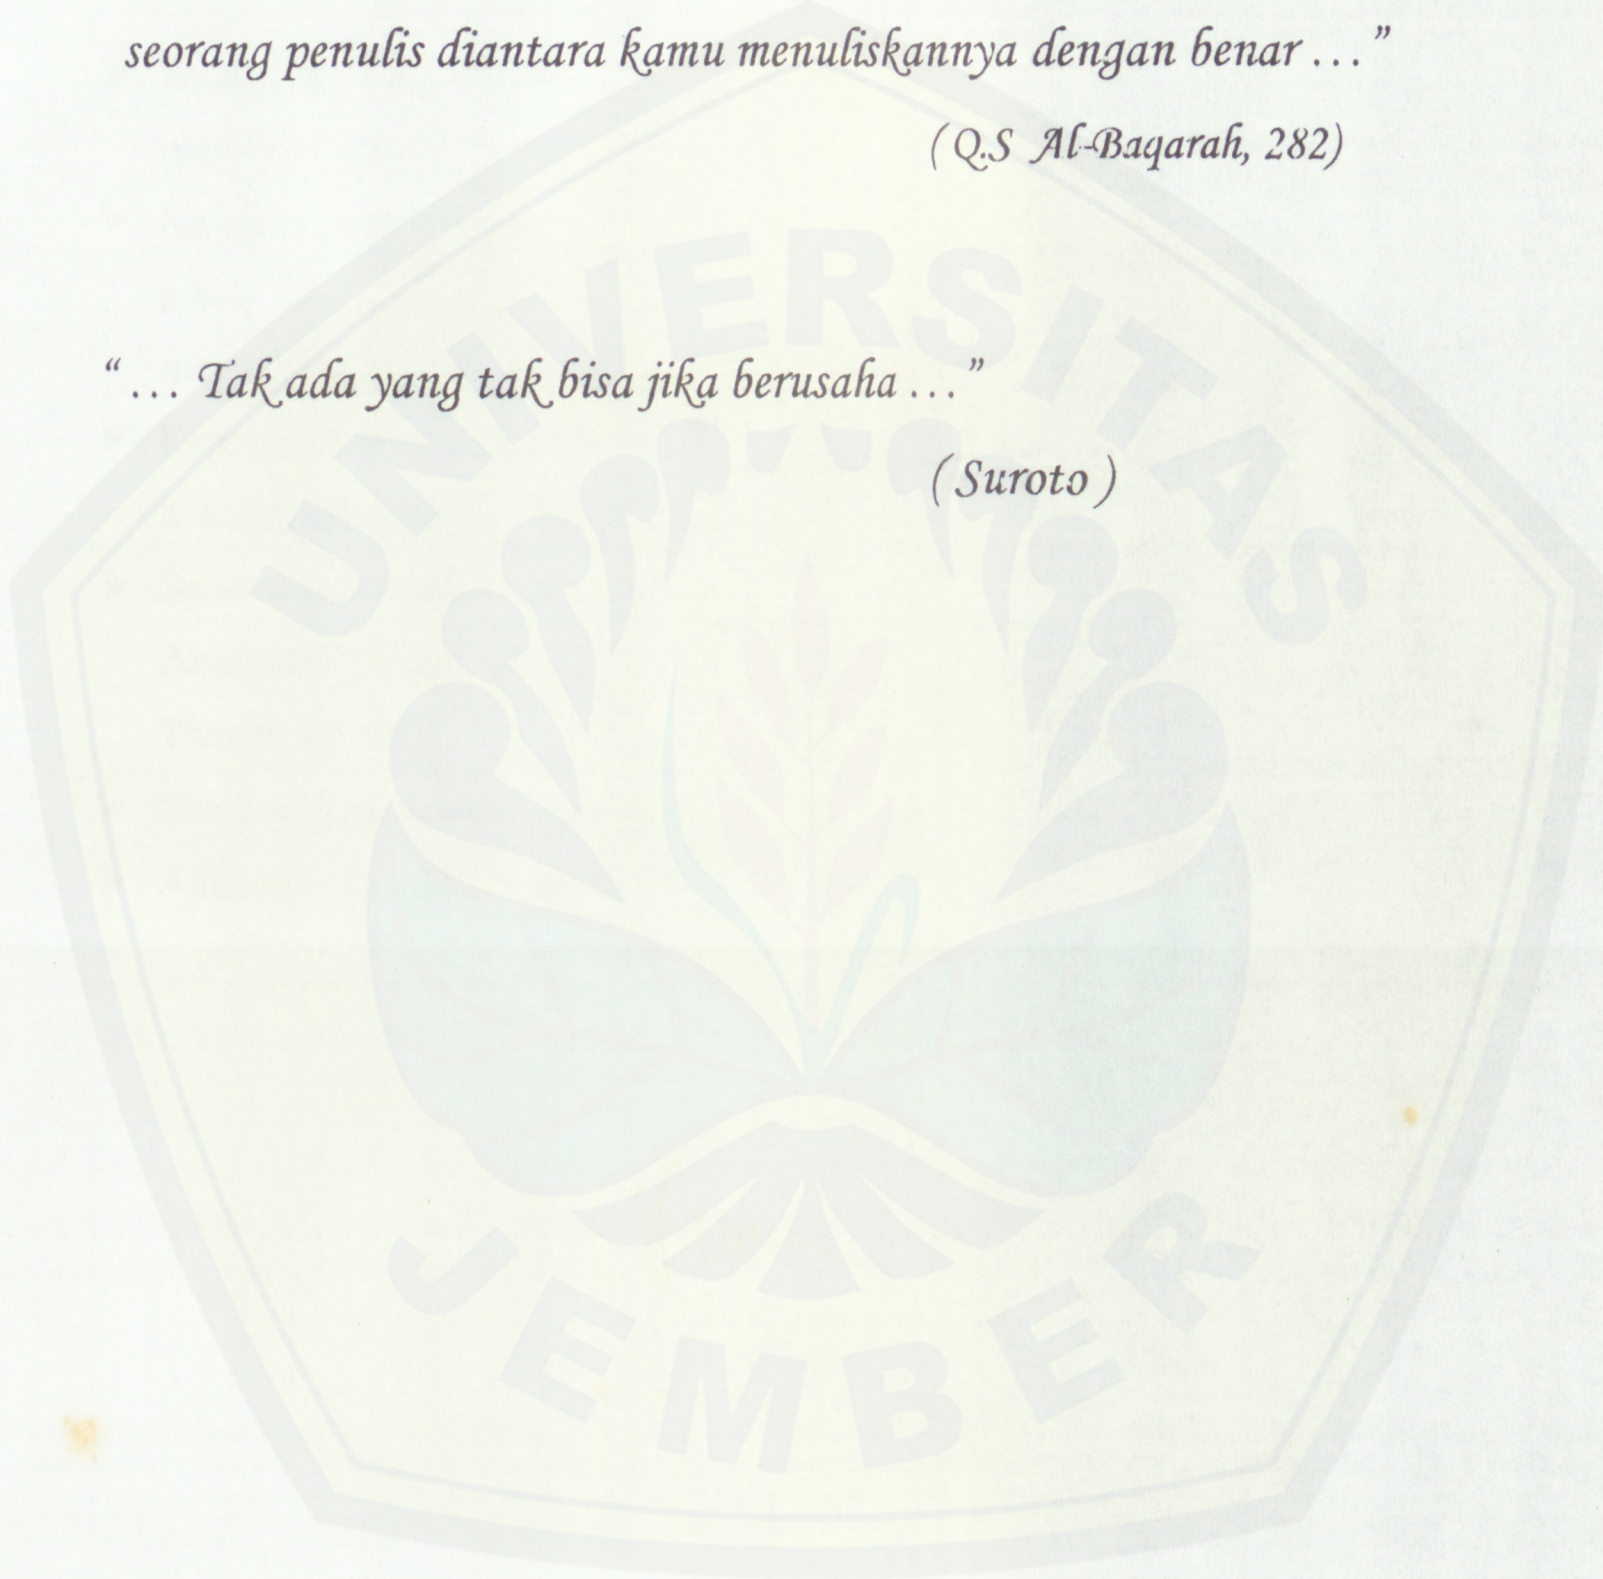 seorang penulis diantara kamu menuliskannya dengan benar . . ."
( Q.S Al-Baqarah, 282)
UNIVERSITAS
" . . . Tak ada yang tak bisa jika berusaha . . ."
( Suroto )
JEMBER